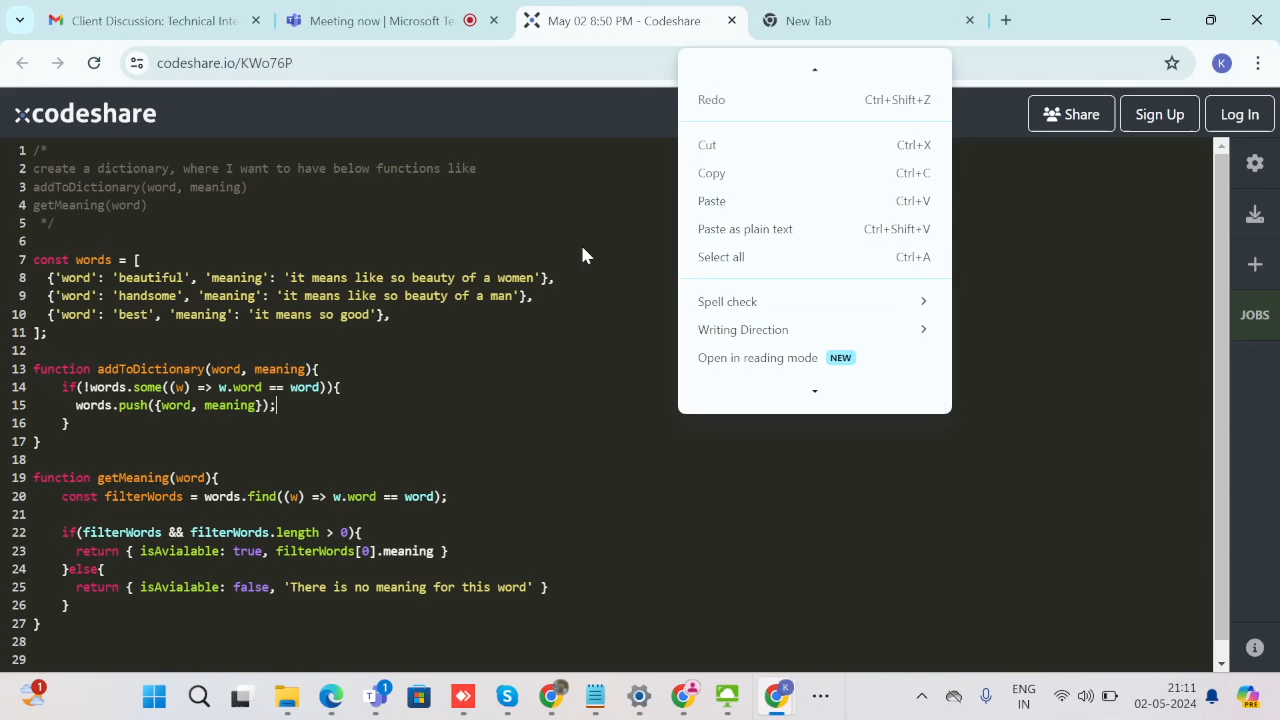 Client Discussion: Technical Inte
Meeting now | Microsoft Te
May 02 8:50 PM - Codeshare
New Tab
codeshare.io/KWo76P
K
codeshare
Share
Sign Up
Log In
Redo Ctrl+Shift+Z
Cut Ctrl+X
Copy Ctrl+C
Paste Ctrl+V
Paste as plain text Ctrl+Shift+V
Select all Ctrl+A
Spell check
Writing Direction
Open in reading mode NEW
JOBS
1 /*
2 create a dictionary, where I want to have below functions like
3 addToDictionary(word, meaning)
4 getMeaning(word)
5 */
6
7 const words = [
8 {'word': 'beautiful', 'meaning': 'it means like so beauty of a women'},
9 {'word': 'handsome', 'meaning': 'it means like so beauty of a man'},
10 {'word': 'best', 'meaning': 'it means so good'},
11 ];
12
13 function addToDictionary(word, meaning){
14 if(!words.some((w) => w.word == word)){
15 words.push({word, meaning});
16 }
17 }
18
19 function getMeaning(word){
20 const filterWords = words.find((w) => w.word == word);
21
22 if(filterWords && filterWords.length > 0){
23 return { isAvialable: true, filterWords[0].meaning }
24 }else{
25 return { isAvialable: false, 'There is no meaning for this word' }
26 }
27 }
28
29
1
1
K
ENG
IN
21:11
02-05-2024
PRE